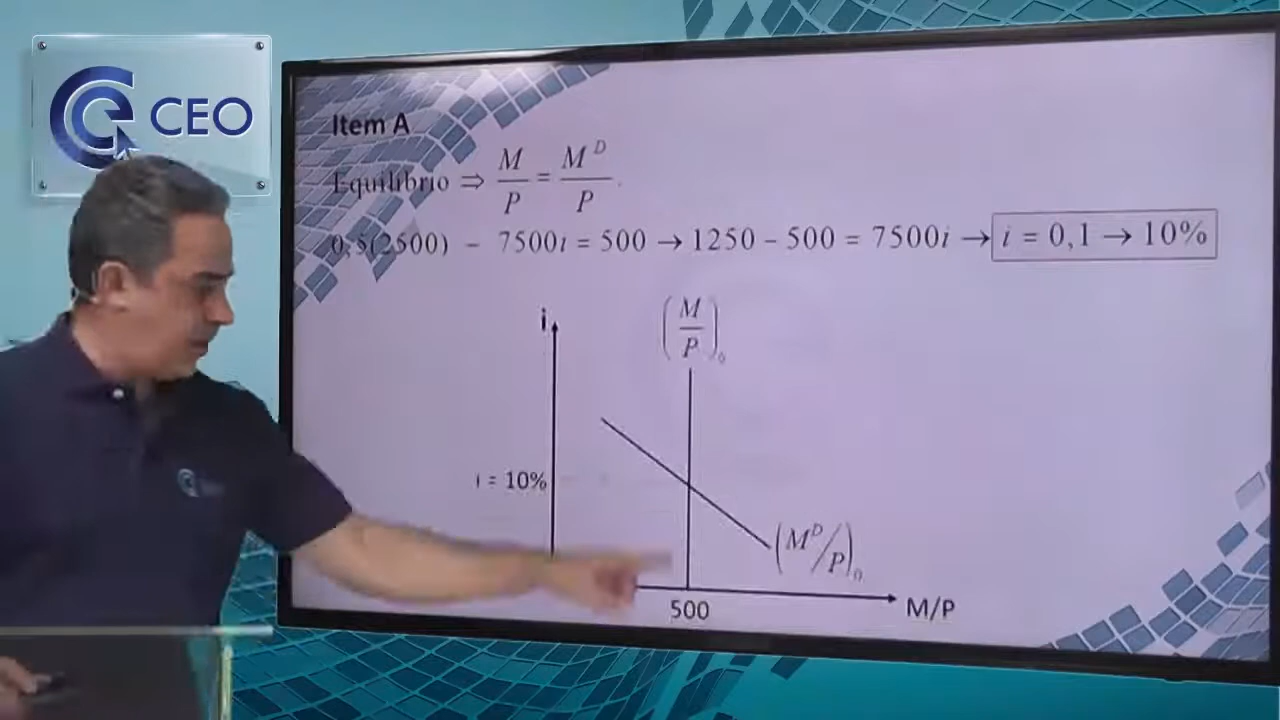 CEO
Item A
Equilíbrio ⇒ M/P = M^D/P
0,5(2500) – 7500i = 500 → 1250 – 500 = 7500i → i = 0,1 → 10%
i
(M/P)₀
i = 10%
(M^D/P)₀
500
M/P